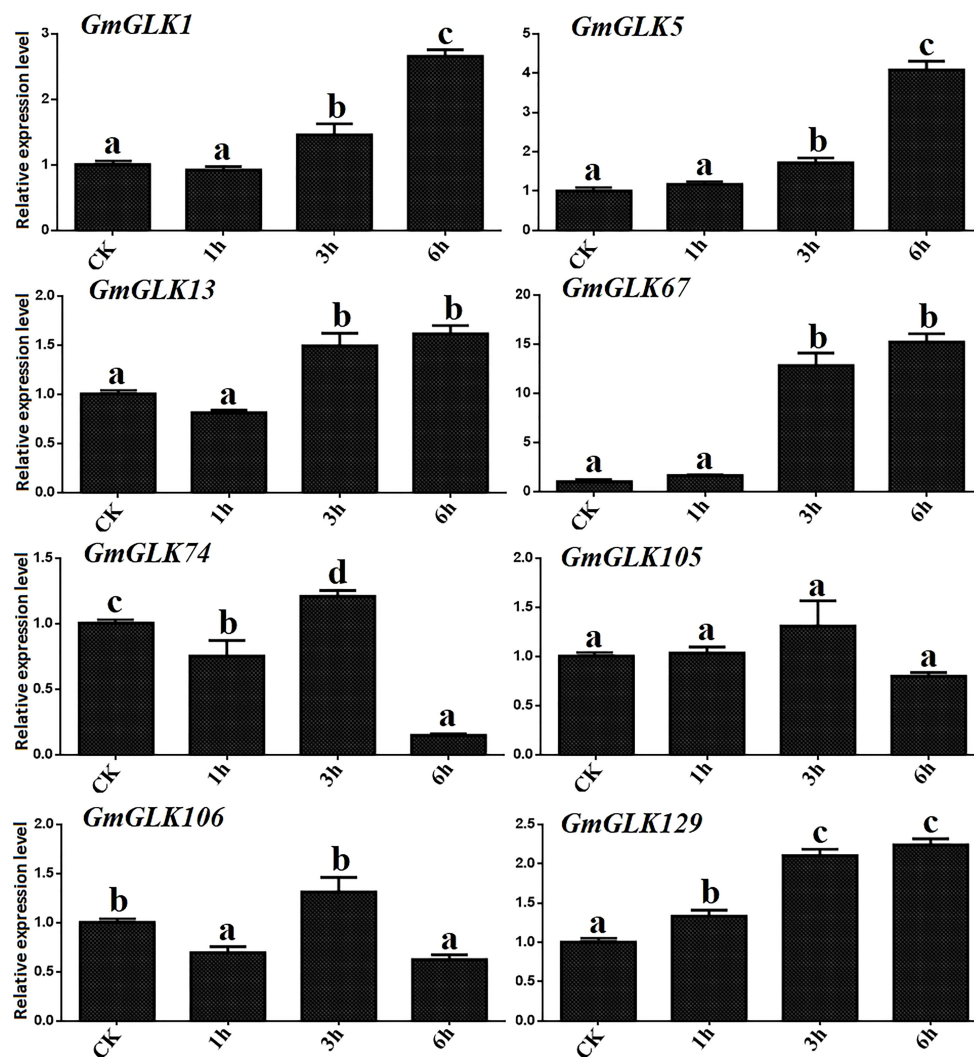 GmGLK1
Relative expression level
3
2
1
0
a
a
b
c
CK
1h
3h
6h
GmGLK5
5
4
3
2
1
0
a
a
b
c
CK
1h
3h
6h
GmGLK13
Relative expression level
2.0
1.5
1.0
0.5
0.0
a
a
b
b
CK
1h
3h
6h
GmGLK67
20
15
10
5
0
a
a
b
b
CK
1h
3h
6h
GmGLK74
Relative expression level
1.5
1.0
0.5
0.0
c
b
d
a
CK
1h
3h
6h
GmGLK105
2.0
1.5
1.0
0.5
0.0
a
a
a
a
CK
1h
3h
6h
GmGLK106
Relative expression level
2.0
1.5
1.0
0.5
0.0
b
a
b
a
CK
1h
3h
6h
GmGLK129
2.5
2.0
1.5
1.0
0.5
0.0
a
b
c
c
CK
1h
3h
6h